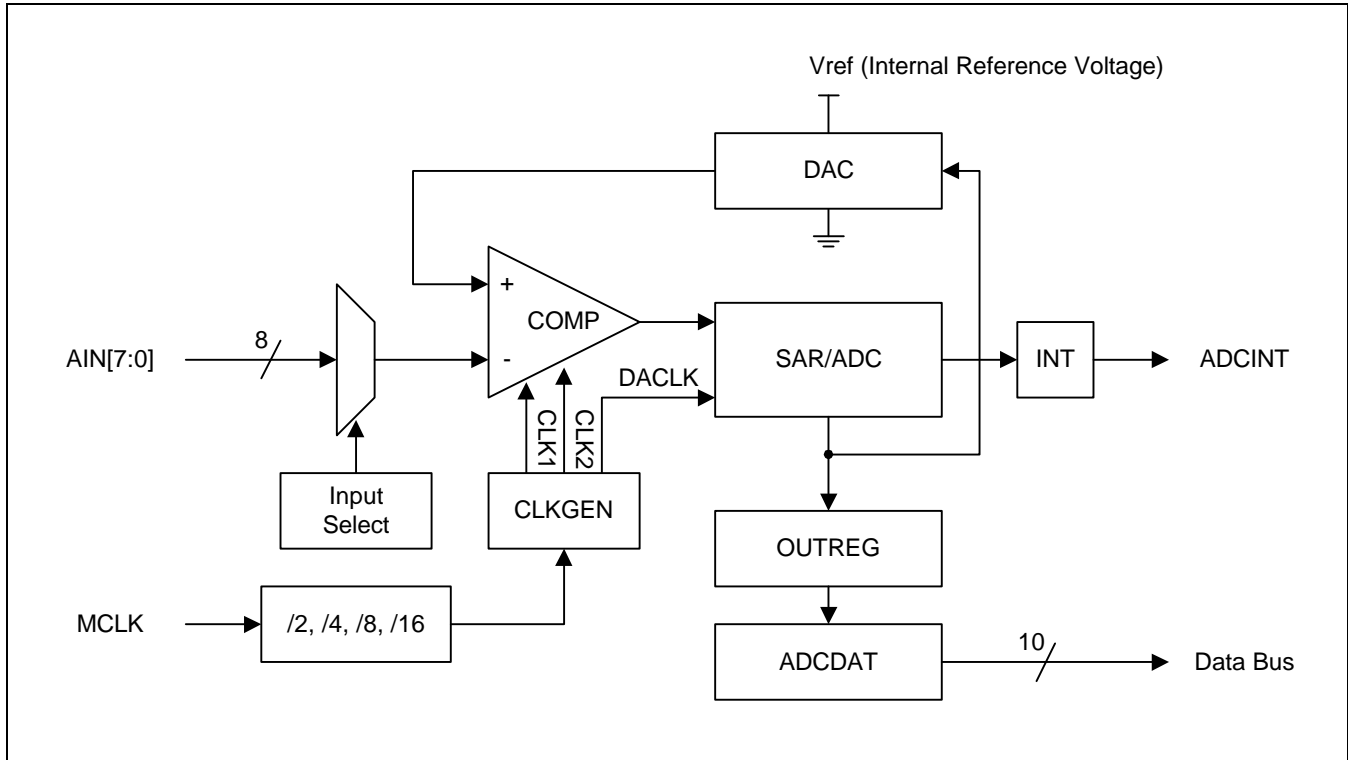 Vref (Internal Reference Voltage)
DAC
+
COMP
-
AIN[7:0]
8
SAR/ADC
INT
ADCINT
DACLK
CLK1
CLK2
Input
Select
CLKGEN
OUTREG
MCLK
/2, /4, /8, /16
ADCDAT
10
Data Bus